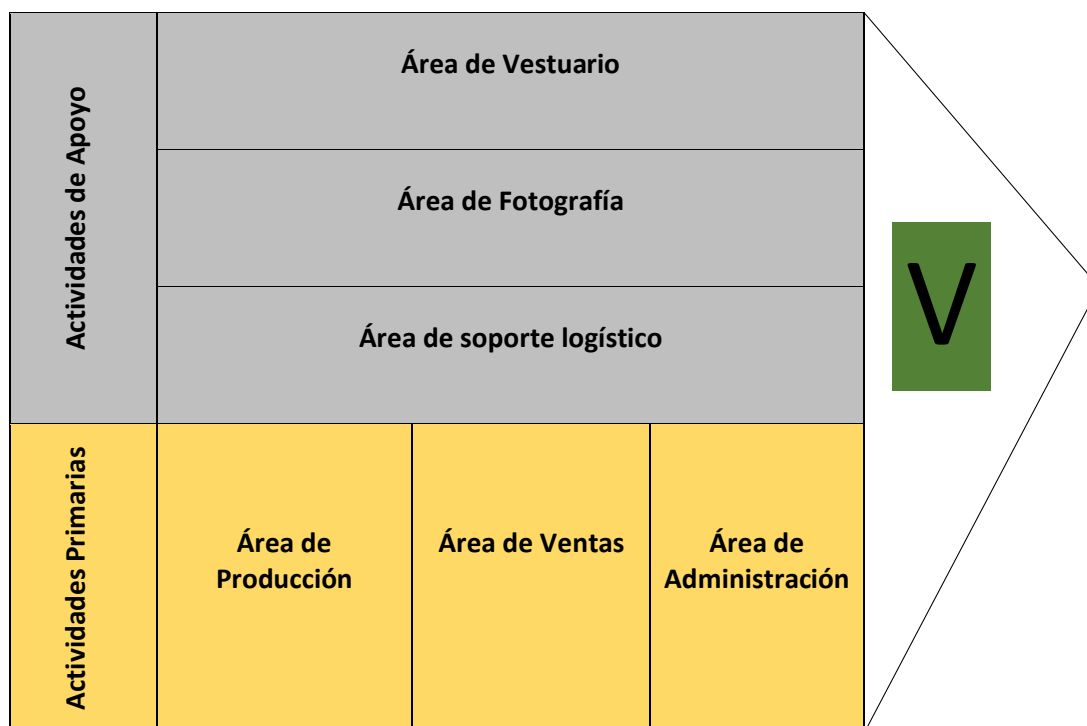 Actividades de Apoyo
Área de Vestuario
Área de Fotografía
Área de soporte logístico
V
Actividades Primarias
Área de
Producción
Área de Ventas
Área de
Administración